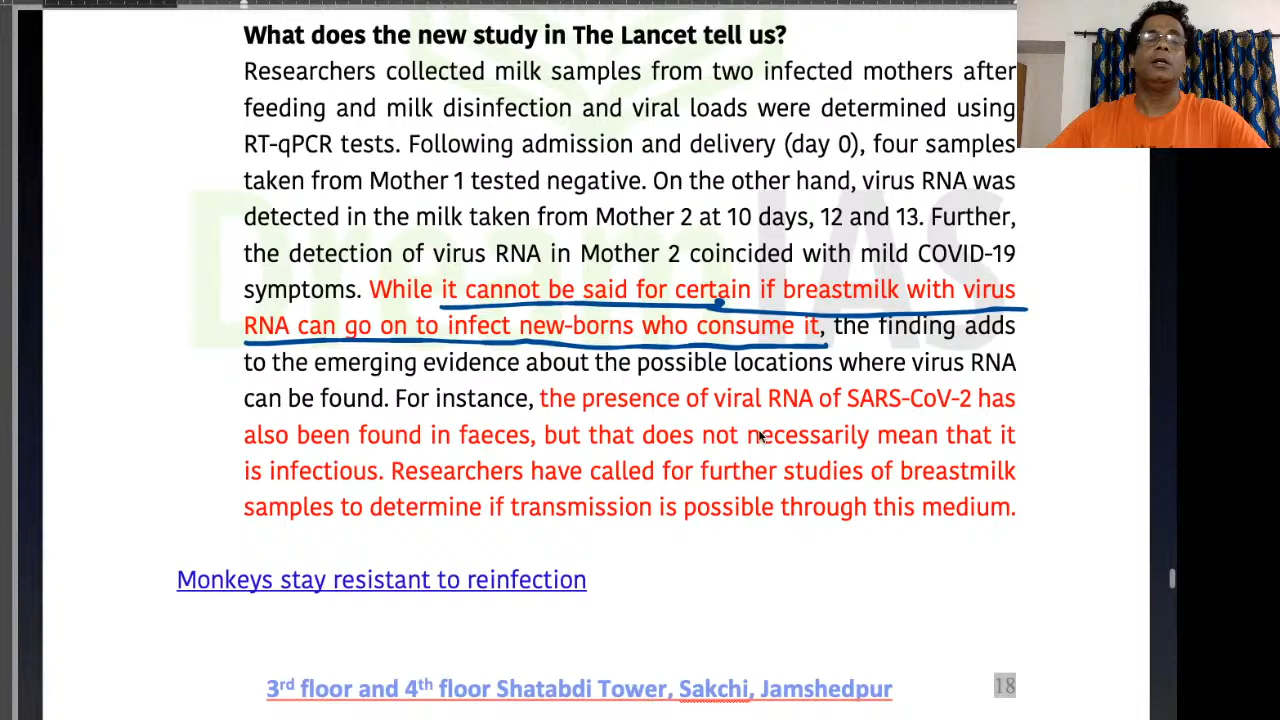 What does the new study in The Lancet tell us?
Researchers collected milk samples from two infected mothers after
feeding and milk disinfection and viral loads were determined using
RT-qPCR tests. Following admission and delivery (day 0), four samples
taken from Mother 1 tested negative. On the other hand, virus RNA was
detected in the milk taken from Mother 2 at 10 days, 12 and 13. Further,
the detection of virus RNA in Mother 2 coincided with mild COVID-19
symptoms. While it cannot be said for certain if breastmilk with virus
RNA can go on to infect new-borns who consume it, the finding adds
to the emerging evidence about the possible locations where virus RNA
can be found. For instance, the presence of viral RNA of SARS-CoV-2 has
also been found in faeces, but that does not necessarily mean that it
is infectious. Researchers have called for further studies of breastmilk
samples to determine if transmission is possible through this medium.
Monkeys stay resistant to reinfection
3rd floor and 4th floor Shatabdi Tower, Sakchi, Jamshedpur
18
Dream IAS